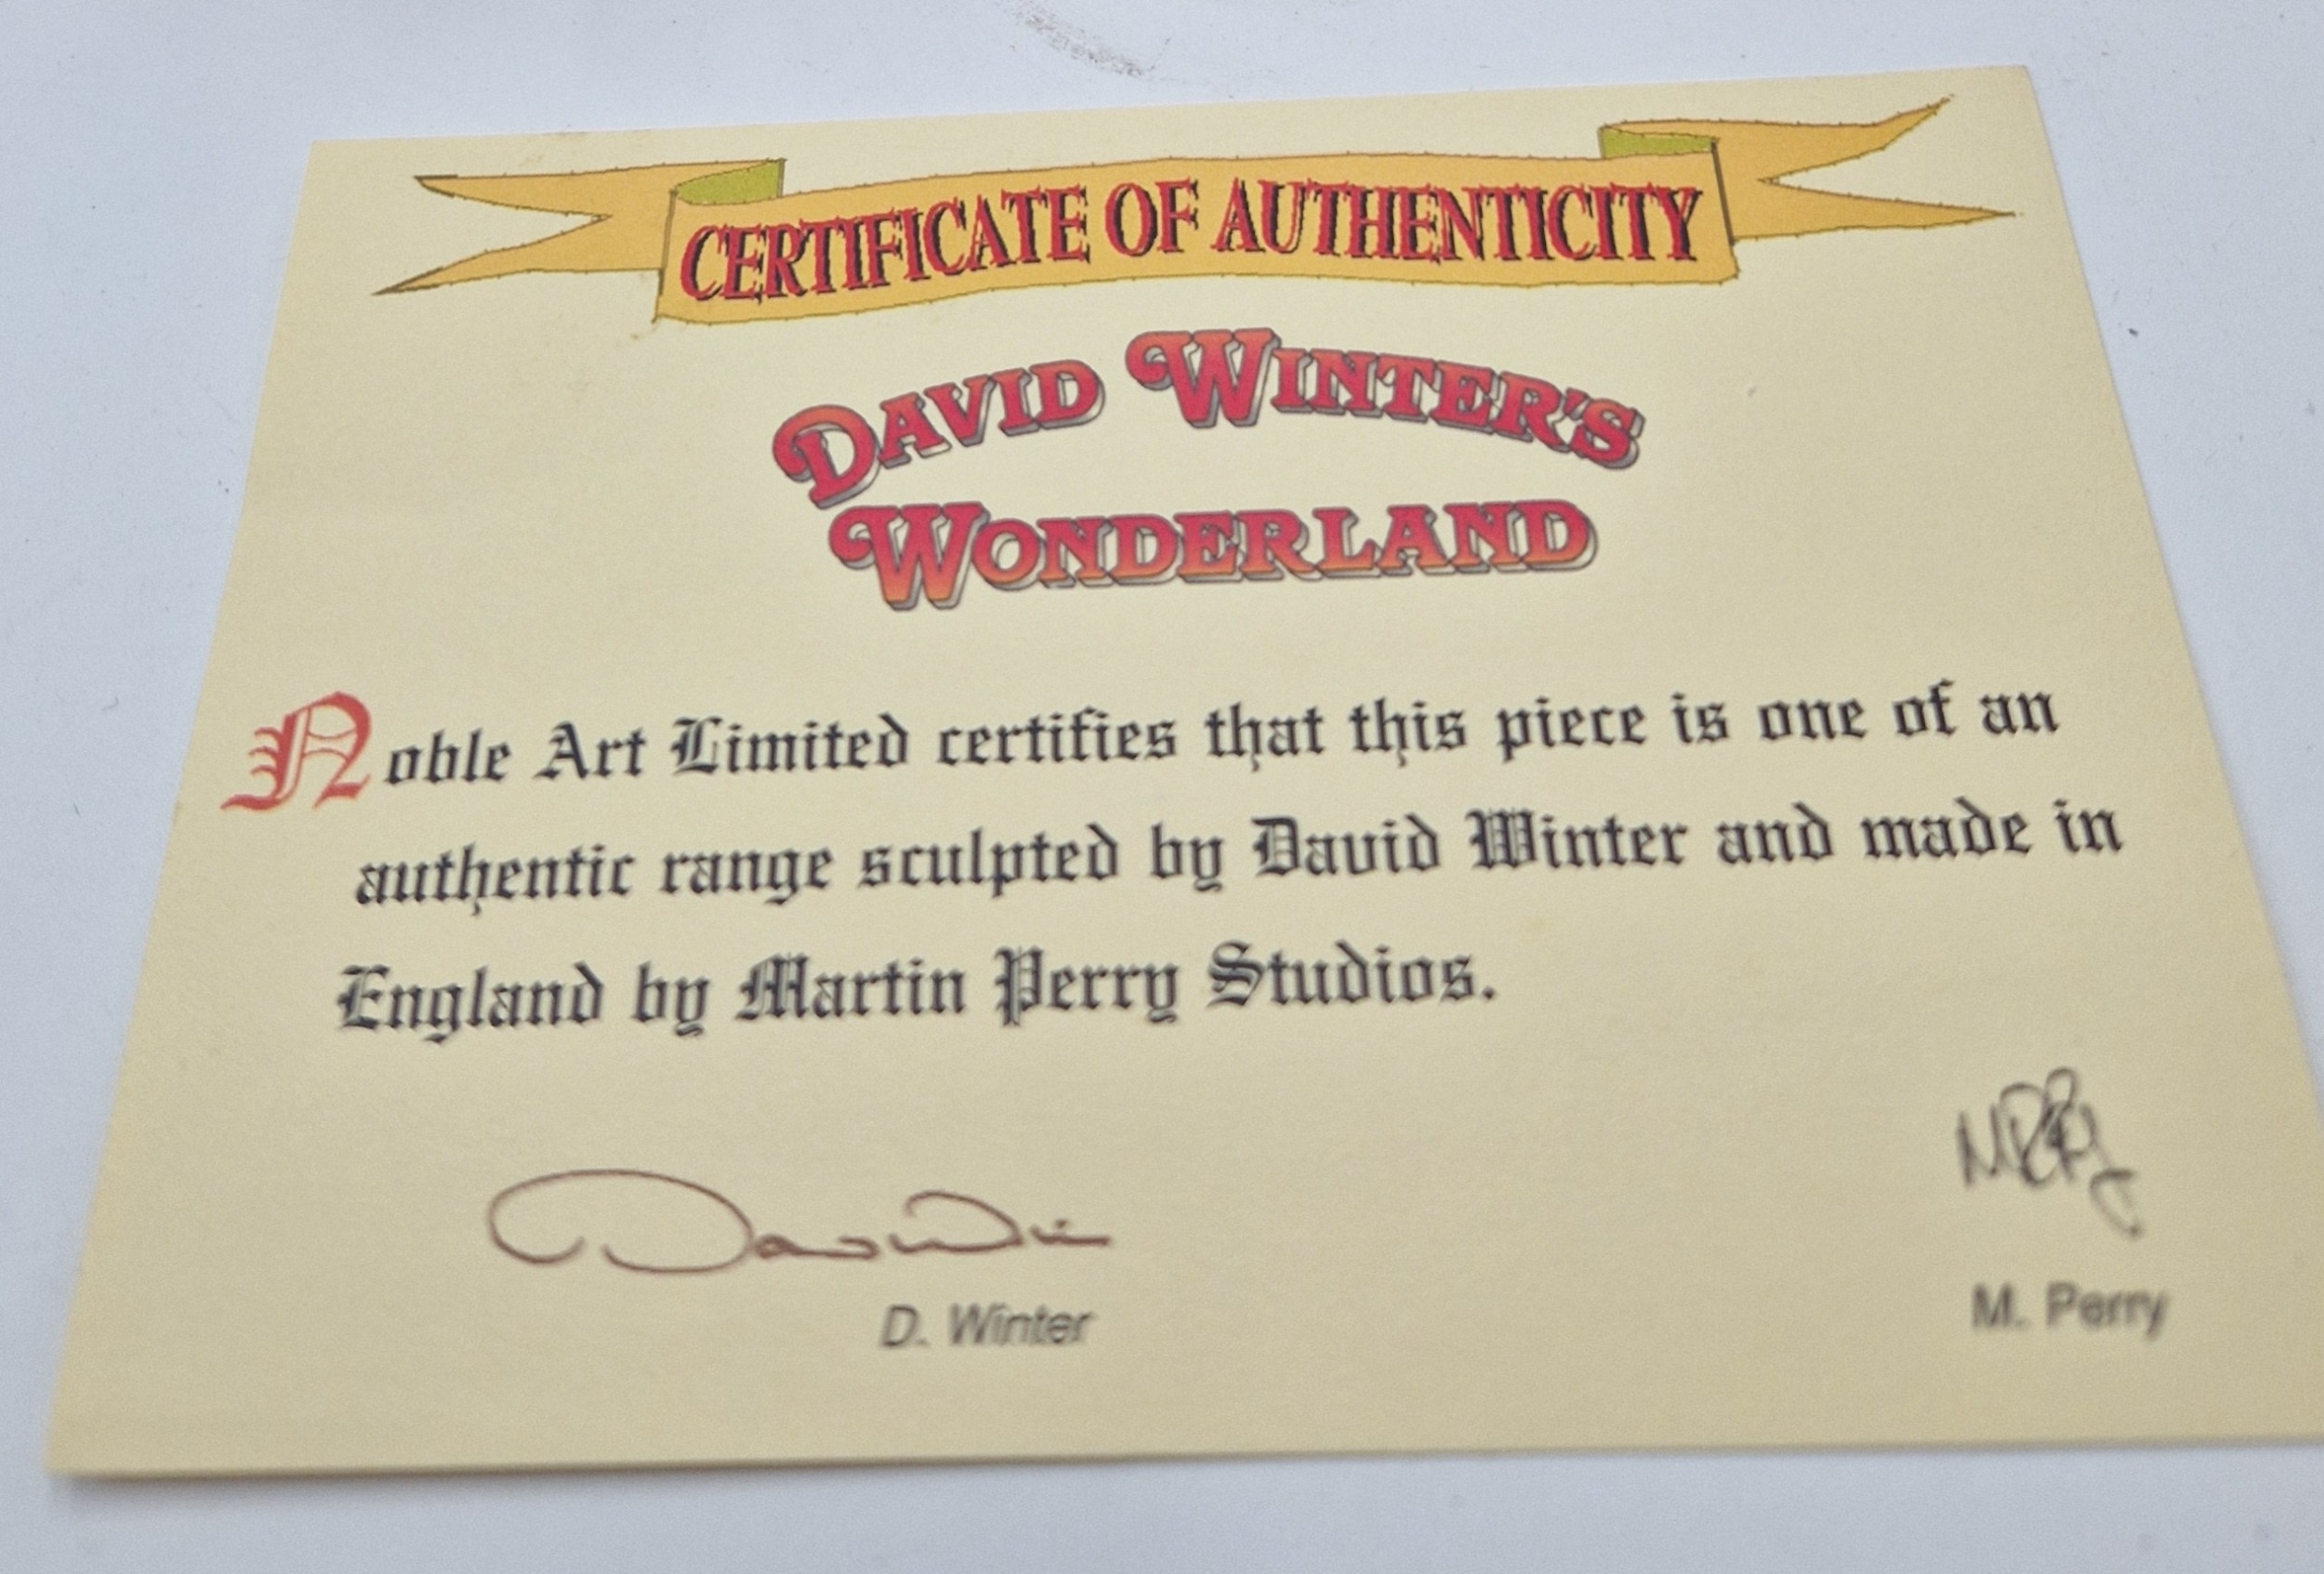 CERTIFICATE OF AUTHENTICITY
DAVID WINTER'S
WONDERLAND
Noble Art Limited certifies that this piece is one of an
authentic range sculpted by David Winter and made in
England by Martin Perry Studios.
D. Winter
M. Perry